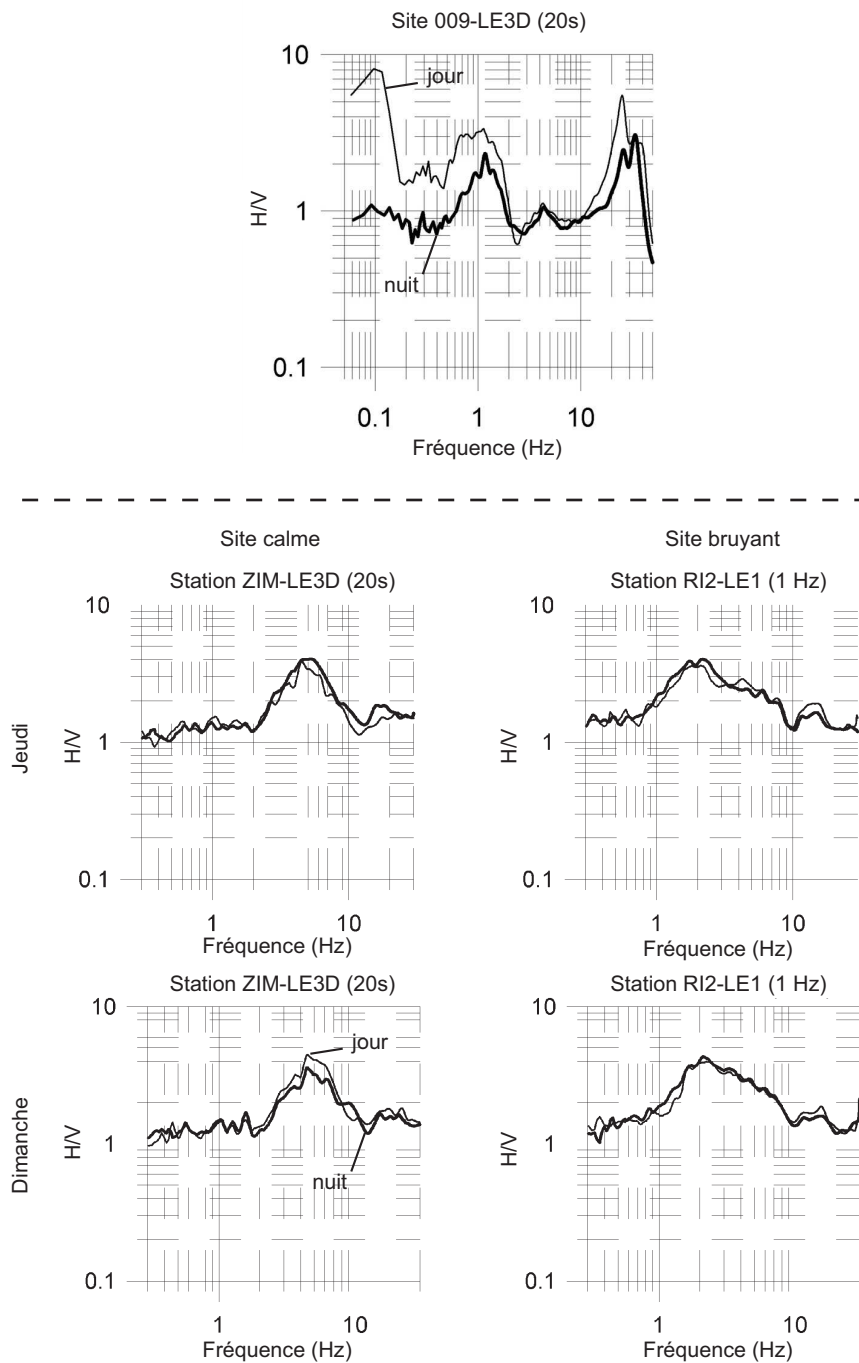 Site 009-LE3D (20s)
10
jour
H/V
1
nuit
0.1
0.1 1 10
Fréquence (Hz)
Site calme Site bruyant
Jeudi
Station ZIM-LE3D (20s)
10
H/V
1
0.1
1 10
Fréquence (Hz)
Station RI2-LE1 (1 Hz)
10
H/V
1
0.1
1 10
Fréquence (Hz)
Dimanche
Station ZIM-LE3D (20s)
10
jour
H/V
1
nuit
0.1
1 10
Fréquence (Hz)
Station RI2-LE1 (1 Hz)
10
H/V
1
0.1
1 10
Fréquence (Hz)